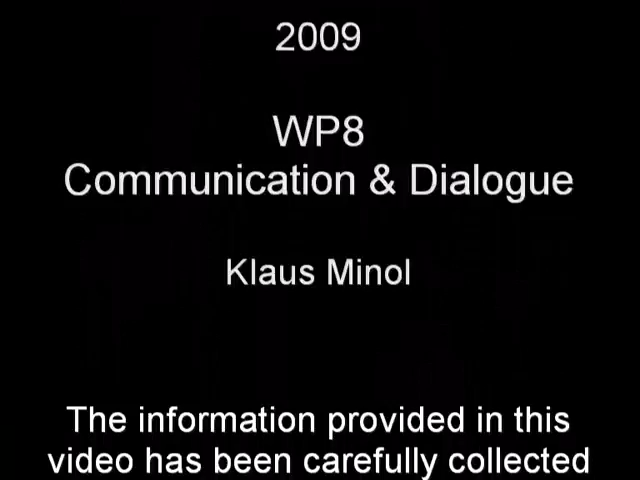 2009
WP8
Communication & Dialogue
Klaus Minol
The information provided in this
video has been carefully collected